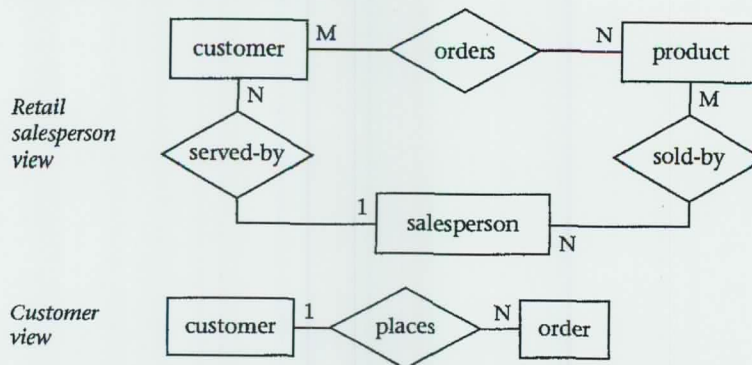 customer M orders N product
N M
Retail
salesperson
view
served-by sold-by
1 salesperson N
Customer
view
customer 1 places N order